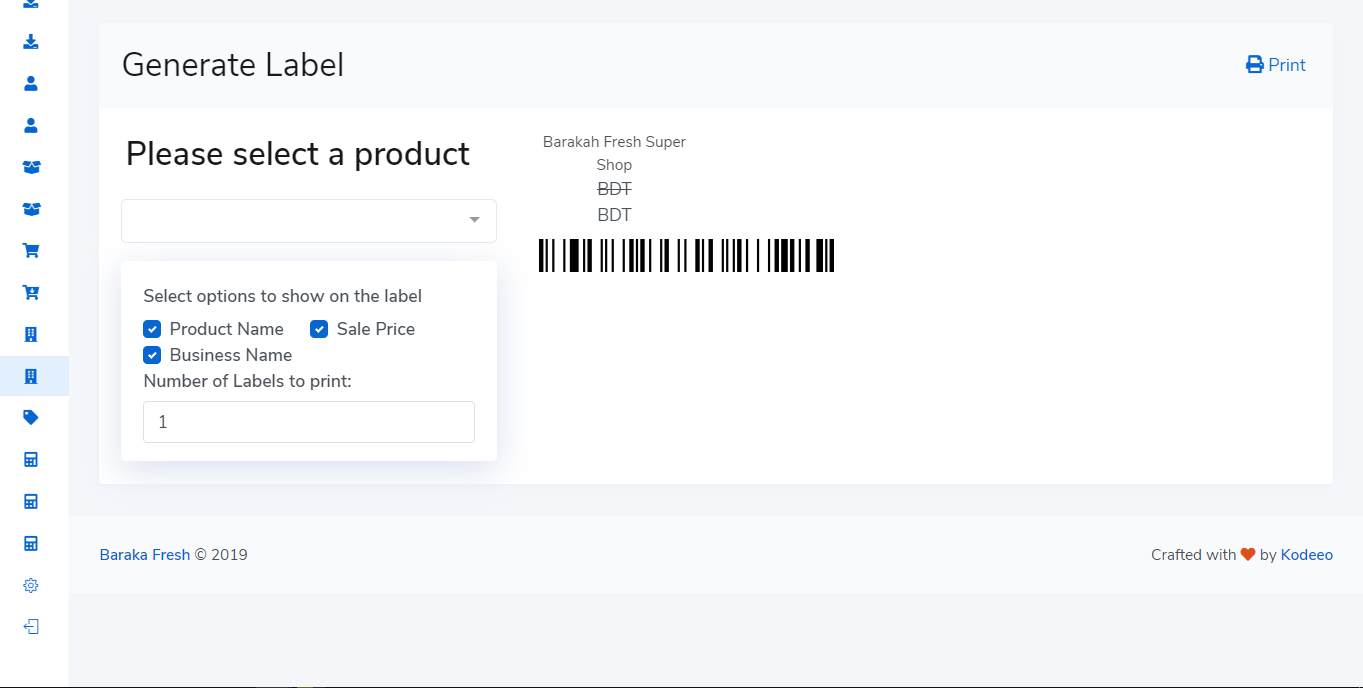 Generate Label
Print
Please select a product
Select options to show on the label
Product Name
Sale Price
Business Name
Number of Labels to print:
1
Barakah Fresh Super
Shop
BDT
BDT
Baraka Fresh © 2019
Crafted with ❤ by Kodeeo